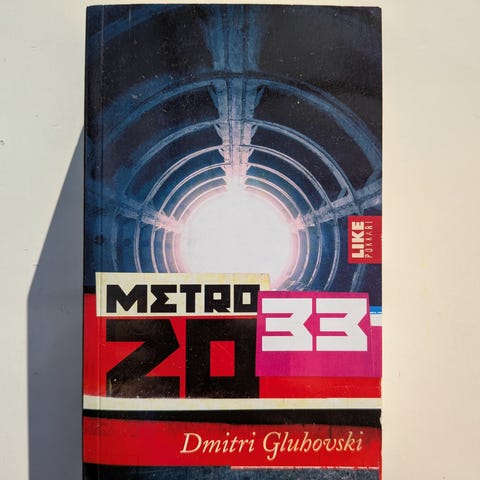 LIKE
POKKARI
METRO
20
33
Dmitri Gluhovski